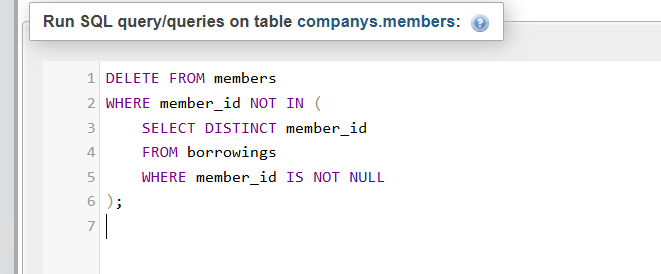 Run SQL query/queries on table companys.members:
1 DELETE FROM members
2 WHERE member_id NOT IN (
3 SELECT DISTINCT member_id
4 FROM borrowings
5 WHERE member_id IS NOT NULL
6 );
7